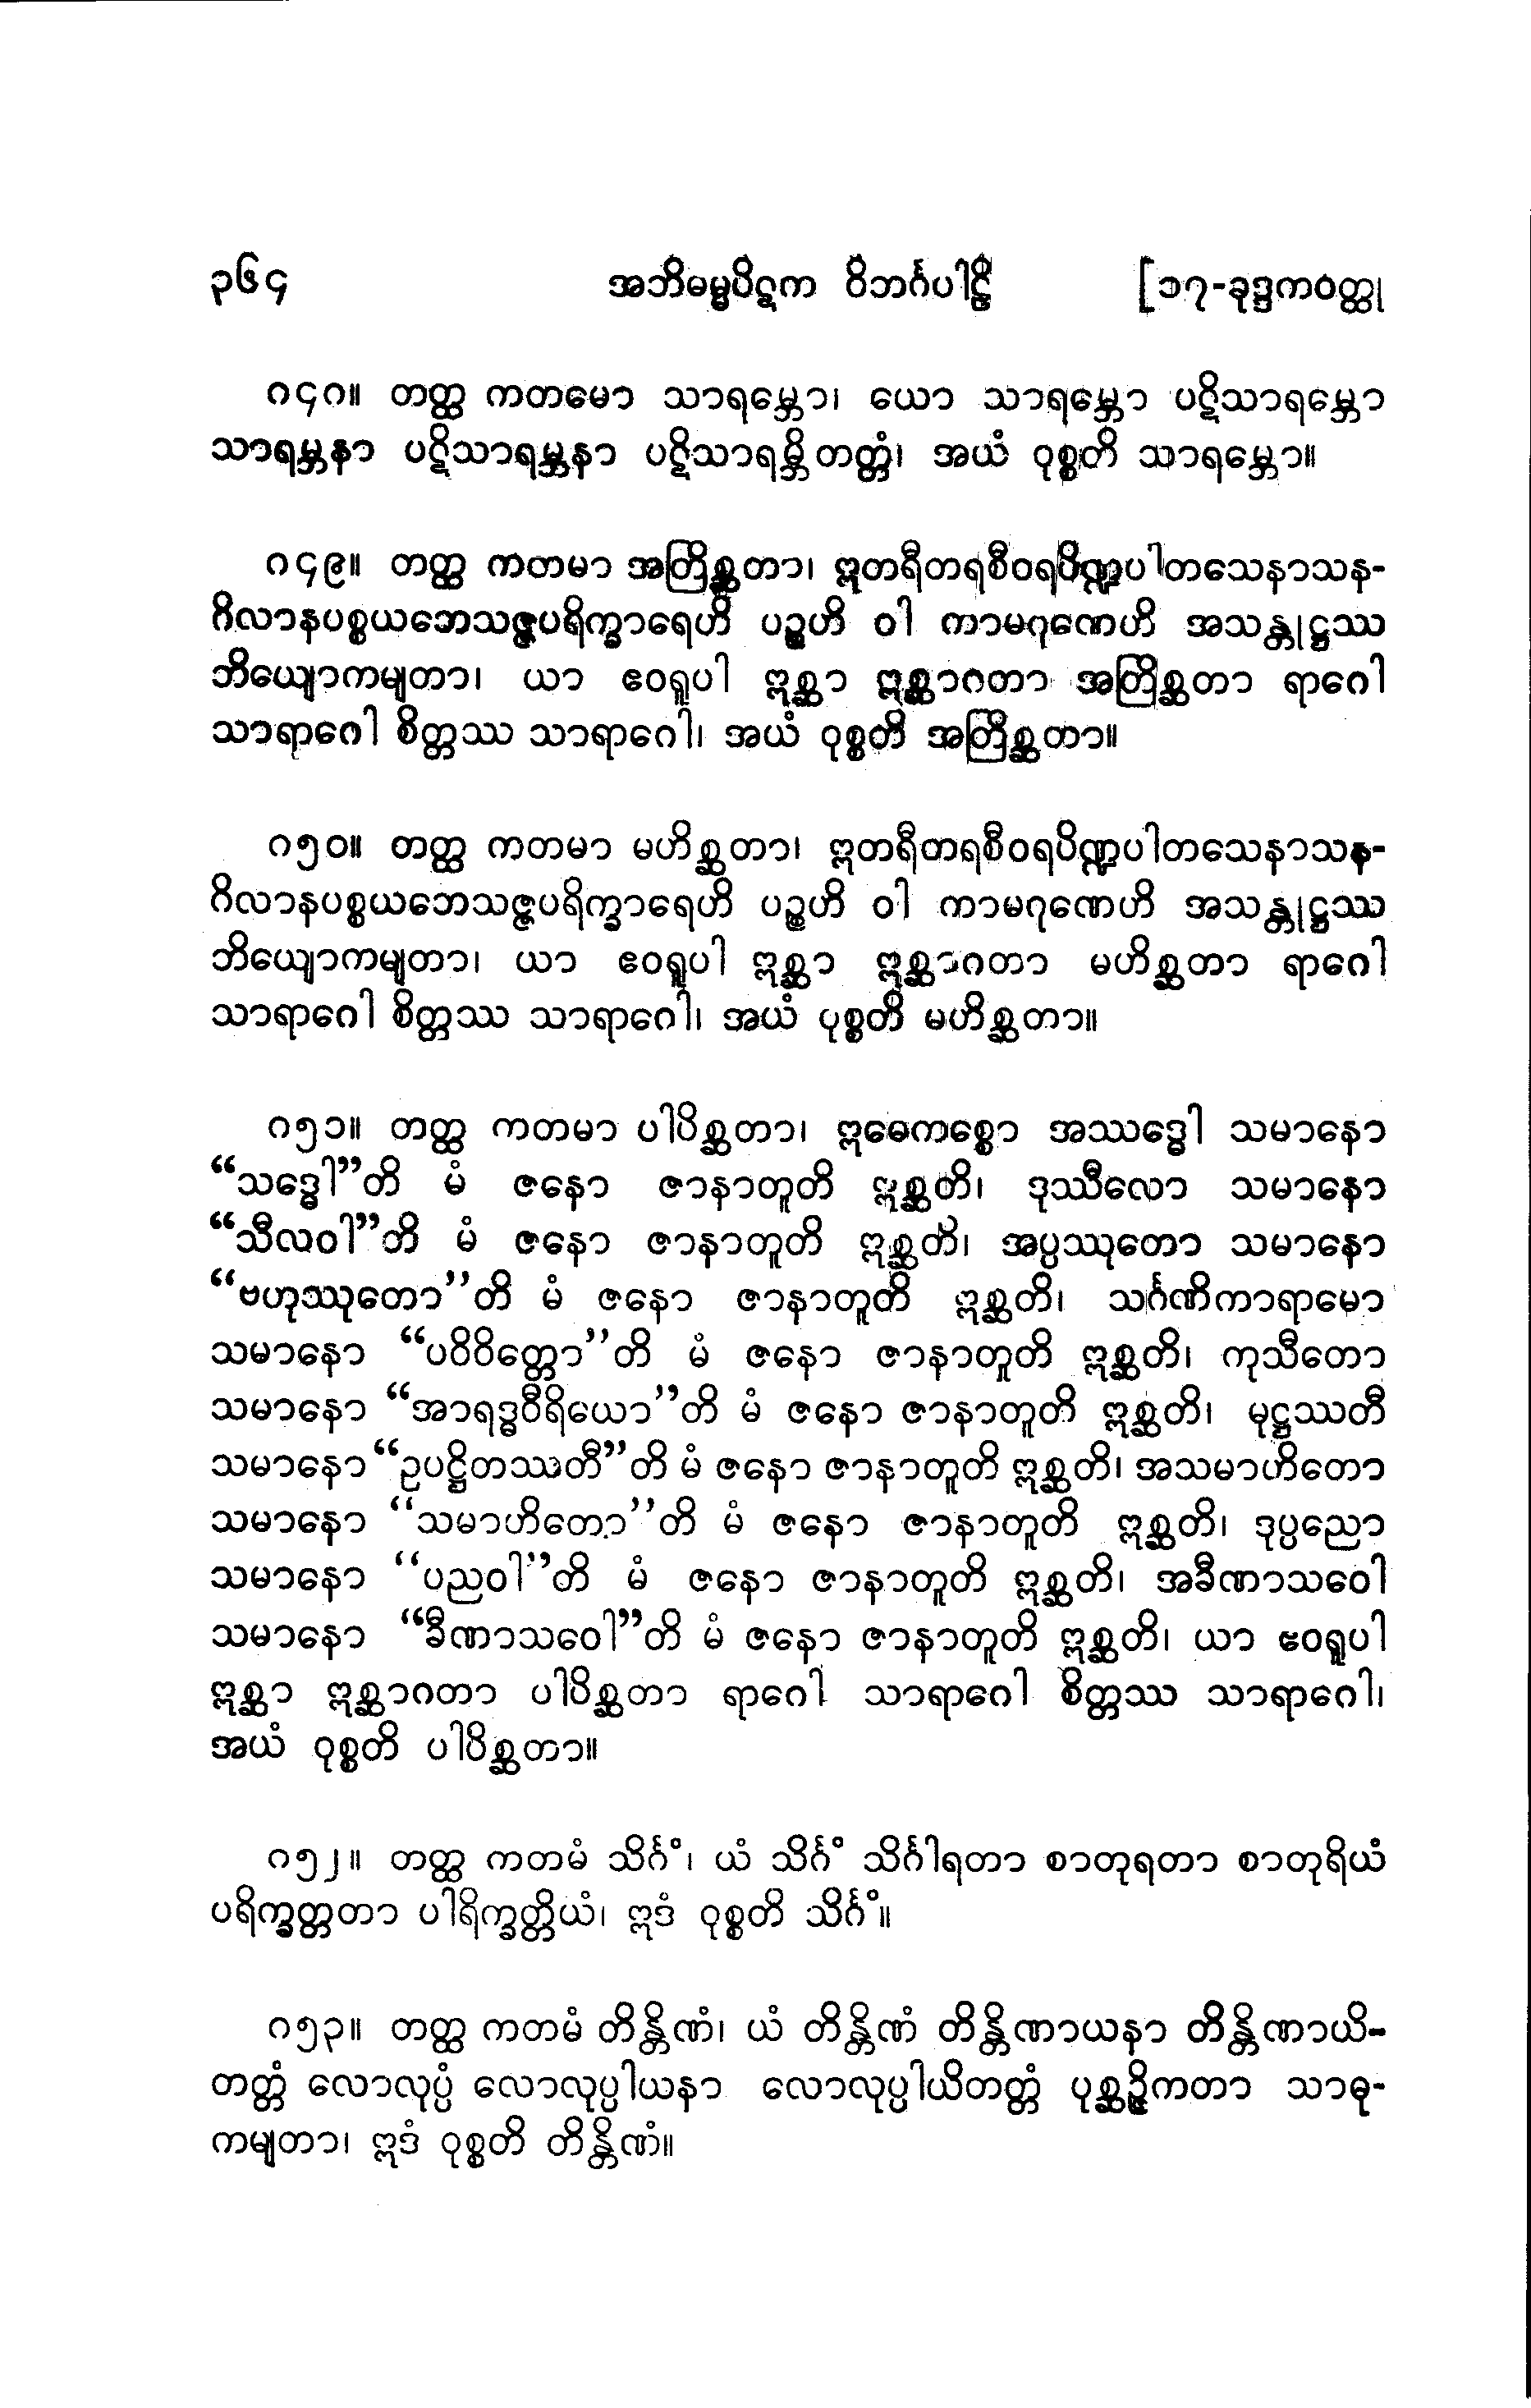 ၃၆၄ အဘိဓမ္မပိဋက ဝိဘင်္ဂပါဠိ [၁၇-ခုဒ္ဒကဝတ္ထု
၈၄၈။ တတ္ထ ကတမော သာရမ္ဘော၊ ယော သာရမ္ဘော ပဋိသာရမ္ဘော
သာရမ္ဘနာ ပဋိသာရမ္ဘနာ ပဋိသာရမ္ဘိတတ္တံ၊ အယံ ဝုစ္စတိ သာရမ္ဘော။
၈၄၉။ တတ္ထ ကတမာ အတြိစ္ဆတာ၊ ဣတရီတရစီဝရပိဏ္ဍပါတသေနာသန-
ဂိလာနပစ္စယဘေသဇ္ဇပရိက္ခာရေဟိ ပဉ္စဟိ ဝါ ကာမဂုဏေဟိ အသန္တုဋ္ဌဿ
ဘိယျောကမျတာ၊ ယာ ဧဝရူပါ ဣစ္ဆာ ဣစ္ဆာဂတာ အတြိစ္ဆတာ ရာဂေါ
သာရာဂေါ စိတ္တဿ သာရာဂေါ၊ အယံ ဝုစ္စတိ အတြိစ္ဆတာ။
၈၅၀။ တတ္ထ ကတမာ မဟိစ္ဆတာ၊ ဣတရီတရစီဝရပိဏ္ဍပါတသေနာသန-
ဂိလာနပစ္စယဘေသဇ္ဇပရိက္ခာရေဟိ ပဉ္စဟိ ဝါ ကာမဂုဏေဟိ အသန္တုဋ္ဌဿ
ဘိယျောကမျတာ၊ ယာ ဧဝရူပါ ဣစ္ဆာ ဣစ္ဆာဂတာ မဟိစ္ဆတာ ရာဂေါ
သာရာဂေါ စိတ္တဿ သာရာဂေါ၊ အယံ ပုစ္စတိ မဟိစ္ဆတာ။
၈၅၁။ တတ္ထ ကတမာ ပါပိစ္ဆတာ၊ ဣဓေကစ္စော အဿဒ္ဓေါ သမာနော
“သဒ္ဓေါ”တိ မံ ဇနော ဇာနာတူတိ ဣစ္ဆတိ၊ ဒုဿီလော သမာနော
“သီလဝါ”တိ မံ ဇနော ဇာနာတူတိ ဣစ္ဆတိ၊ အပ္ပဿုတော သမာနော
“ဗဟုဿုတော”တိ မံ ဇနော ဇာနာတူတိ ဣစ္ဆတိ၊ သင်္ဂဏိကာရာမော
သမာနော “ပဝိဝိတ္တော”တိ မံ ဇနော ဇာနာတူတိ ဣစ္ဆတိ၊ ကုသီတော
သမာနော “အာရဒ္ဓဝီရိယော”တိ မံ ဇနော ဇာနာတူတိ ဣစ္ဆတိ၊ မုဋ္ဌဿတီ
သမာနော “ဥပဋ္ဌိတဿတီ”တိ မံ ဇနော ဇာနာတူတိ ဣစ္ဆတိ၊ အသမာဟိတော
သမာနော “သမာဟိတော”တိ မံ ဇနော ဇာနာတူတိ ဣစ္ဆတိ၊ ဒုပ္ပညော
သမာနော “ပညဝါ”တိ မံ ဇနော ဇာနာတူတိ ဣစ္ဆတိ၊ အခီဏာသဝေါ
သမာနော “ခီဏာသဝေါ”တိ မံ ဇနော ဇာနာတူတိ ဣစ္ဆတိ၊ ယာ ဧဝရူပါ
ဣစ္ဆာ ဣစ္ဆာဂတာ ပါပိစ္ဆတာ ရာဂေါ သာရာဂေါ စိတ္တဿ သာရာဂေါ၊
အယံ ဝုစ္စတိ ပါပိစ္ဆတာ။
၈၅၂။ တတ္ထ ကတမံ သိင်္ဂံ၊ ယံ သိင်္ဂံ သိင်္ဂါရတာ စာတုရတာ စာတုရိယံ
ပရိက္ခတ္တတာ ပါရိက္ခတ္တိယံ၊ ဣဒံ ဝုစ္စတိ သိင်္ဂံ။
၈၅၃။ တတ္ထ ကတမံ တိန္တိဏံ၊ ယံ တိန္တိဏံ တိန္တိဏာယနာ တိန္တိဏာယိ-
တတ္တံ လောလုပ္ပံ လောလုပ္ပါယနာ လောလုပ္ပါယိတတ္တံ ပုစ္ဆဉ္ဇိကတာ သာဓု-
ကမျတာ၊ ဣဒံ ဝုစ္စတိ တိန္တိဏံ။